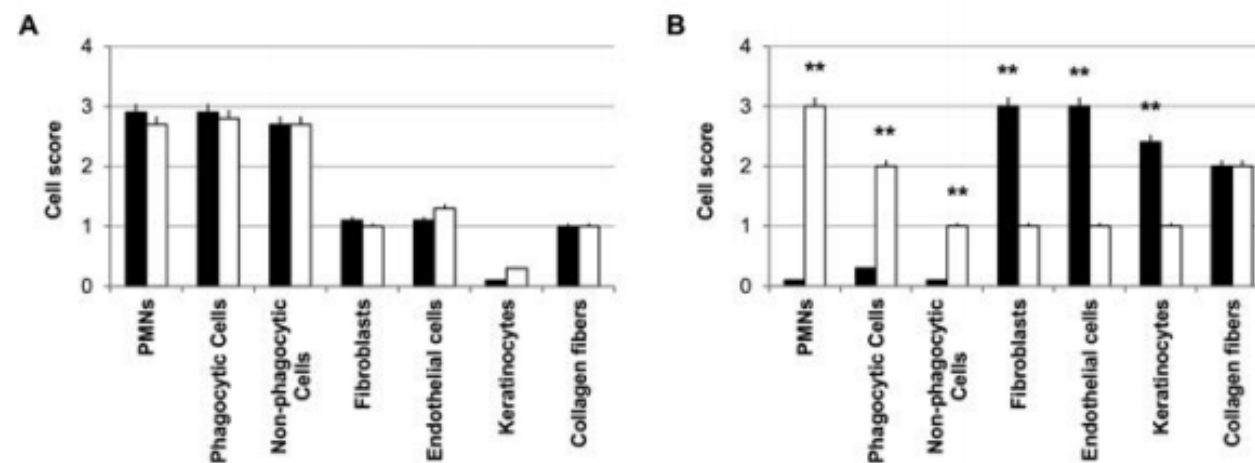 A
Cell score
4
3
2
1
0
PMNs
Phagocytic Cells
Non-phagocytic
Cells
Fibroblasts
Endothelial cells
Keratinocytes
Collagen fibers
B
Cell score
4
3
2
1
0
**
**
**
**
**
**
PMNs
Phagocytic Cells
Non-phagocytic
Cells
Fibroblasts
Endothelial cells
Keratinocytes
Collagen fibers